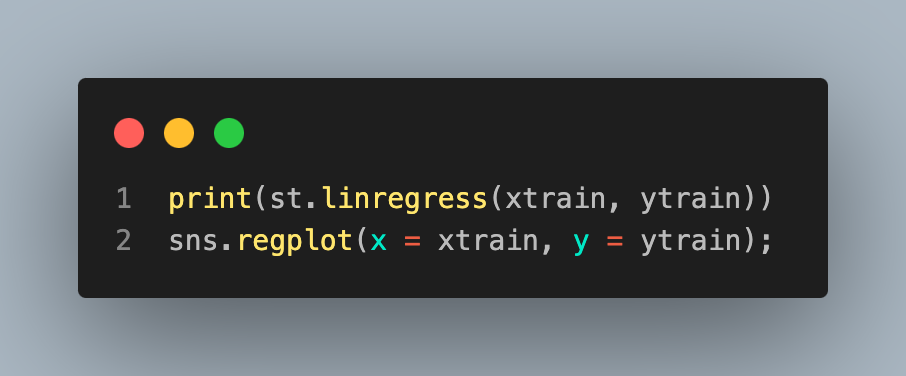 1 print(st.linregress(xtrain, ytrain))
2 sns.regplot(x = xtrain, y = ytrain);